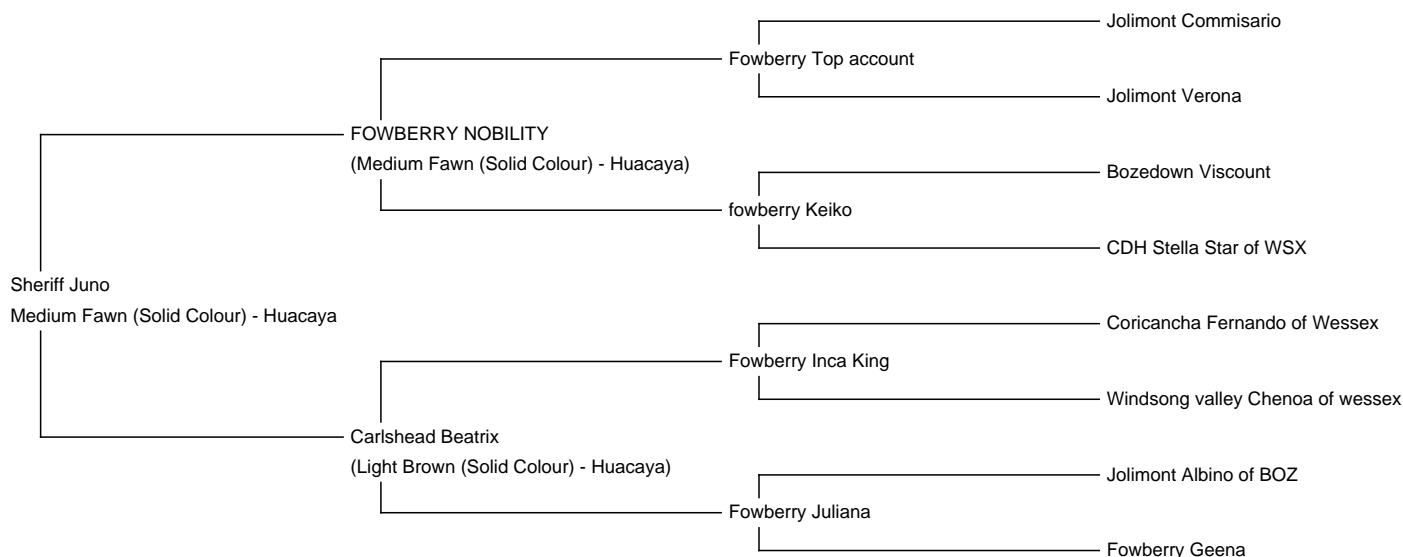 Jolimont Commisario
Fowberry Top account
Jolimont Verona
FOWBERRY NOBILITY
(Medium Fawn (Solid Colour) - Huacaya)
Bozedown Viscount
fowberry Keiko
CDH Stella Star of WSX
Sheriff Juno
Medium Fawn (Solid Colour) - Huacaya
Coricancha Fernando of Wessex
Fowberry Inca King
Windsong valley Chenoa of wessex
Carlshead Beatrix
(Light Brown (Solid Colour) - Huacaya)
Jolimont Albino of BOZ
Fowberry Juliana
Fowberry Geena